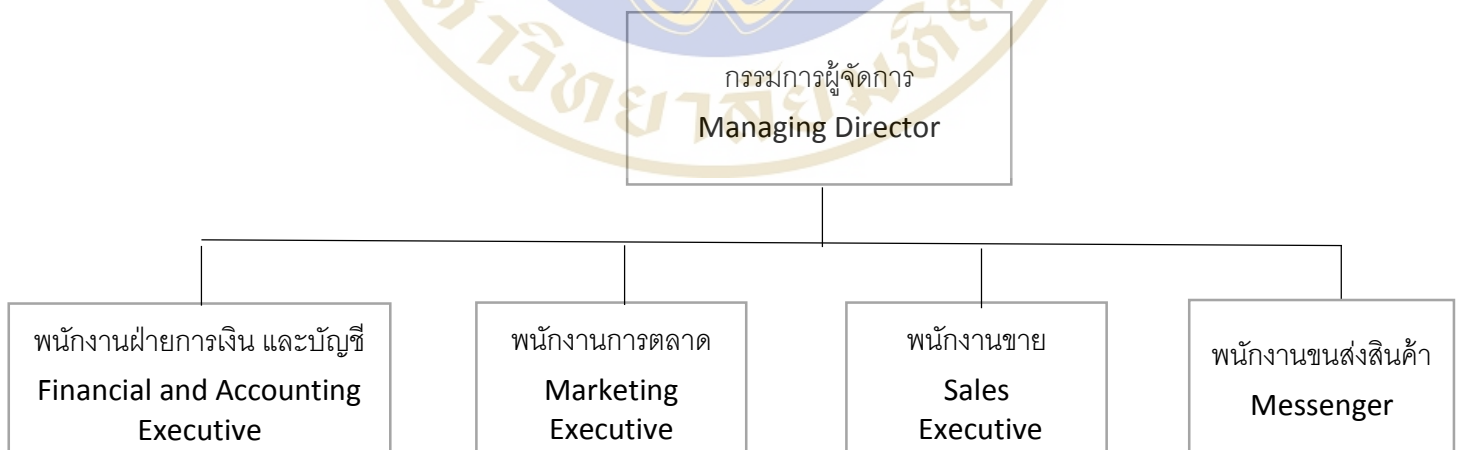 กรรมการผู้จัดการ
Managing Director
พนักงานฝ่ายการเงิน และบัญชี
Financial and Accounting
Executive
พนักงานการตลาด
Marketing
Executive
พนักงานขาย
Sales
Executive
พนักงานขนส่งสินค้า
Messenger